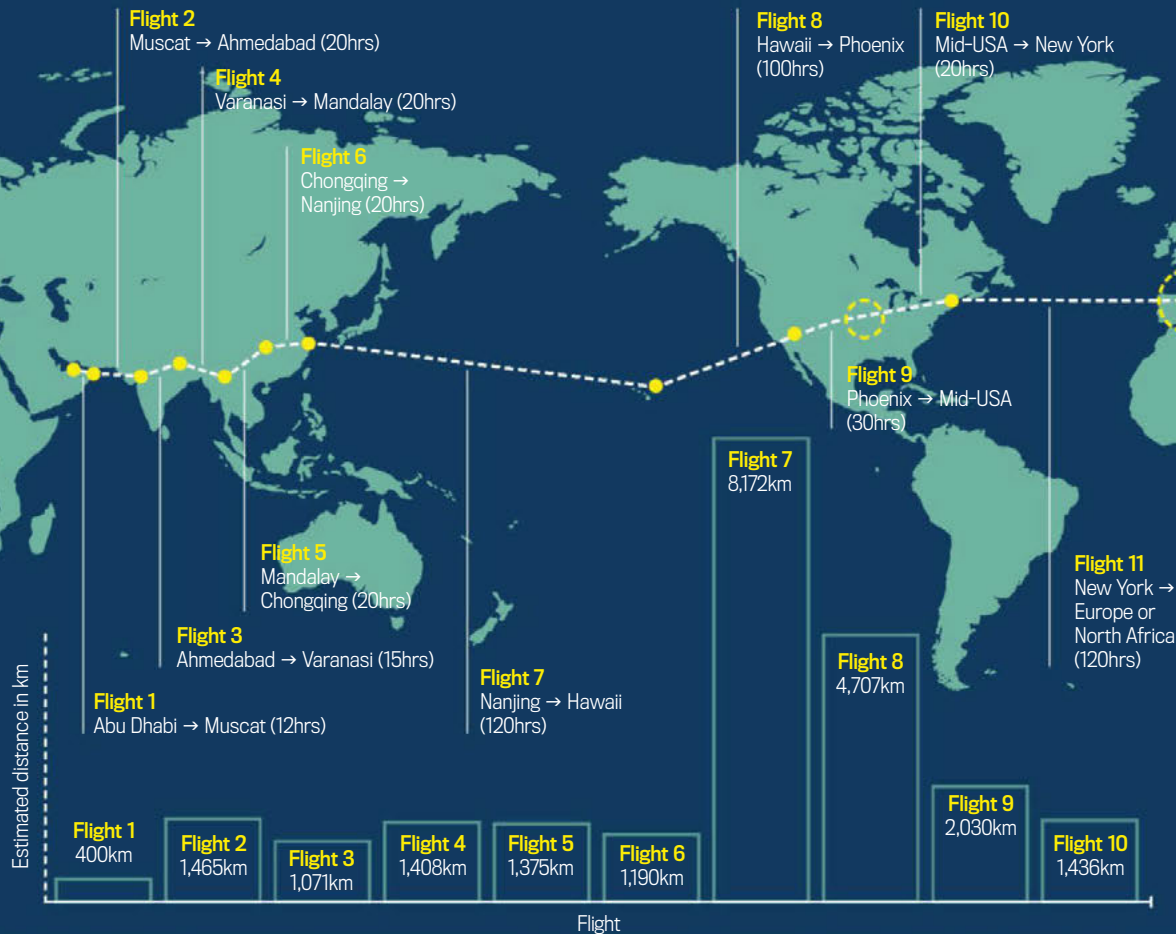 Flight 2
Muscat → Ahmedabad (20hrs)
Flight 4
Varanasi → Mandalay (20hrs)
Flight 6
Chongqing →
Nanjing (20hrs)
Flight 8
Hawaii → Phoenix
(100hrs)
Flight 10
Mid-USA → New York
(20hrs)
Flight 9
Phoenix → Mid-USA
(30hrs)
Flight 5
Mandalay →
Chongqing (20hrs)
Flight 3
Ahmedabad → Varanasi (15hrs)
Flight 1
Abu Dhabi → Muscat (12hrs)
Flight 7
Nanjing → Hawaii
(120hrs)
Flight 11
New York →
Europe or
North Africa
(120hrs)
Estimated distance in km
Flight 1
400km
Flight 2
1,465km
Flight 3
1,071km
Flight 4
1,408km
Flight 5
1,375km
Flight 6
1,190km
Flight 7
8,172km
Flight 8
4,707km
Flight 9
2,030km
Flight 10
1,436km
Flight